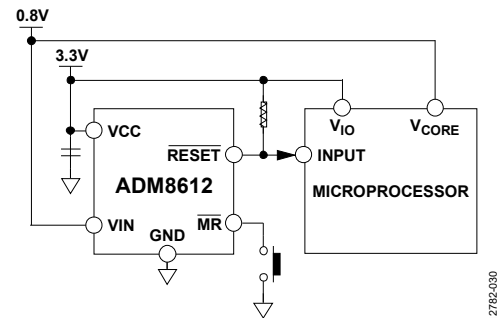 0.8V
3.3V
VCC
RESET
ADM8612
VIN
GND
MR
VIO
VCORE
INPUT
MICROPROCESSOR
2782-030